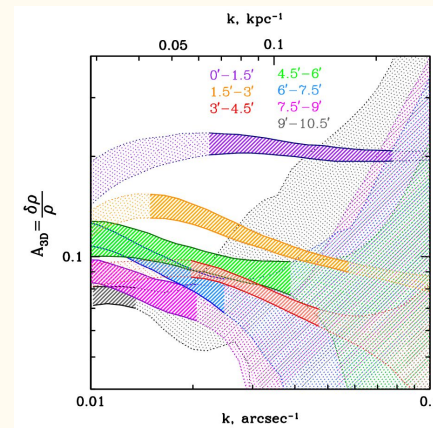 k, kpc⁻¹
0.05 0.1
0′−1.5′ 4.5′−6′
1.5′−3′ 6′−7.5′
3′−4.5′ 7.5′−9′
9′−10.5′
A3D = δρ/ρ
0.1
0.01 0.
k, arcsec⁻¹